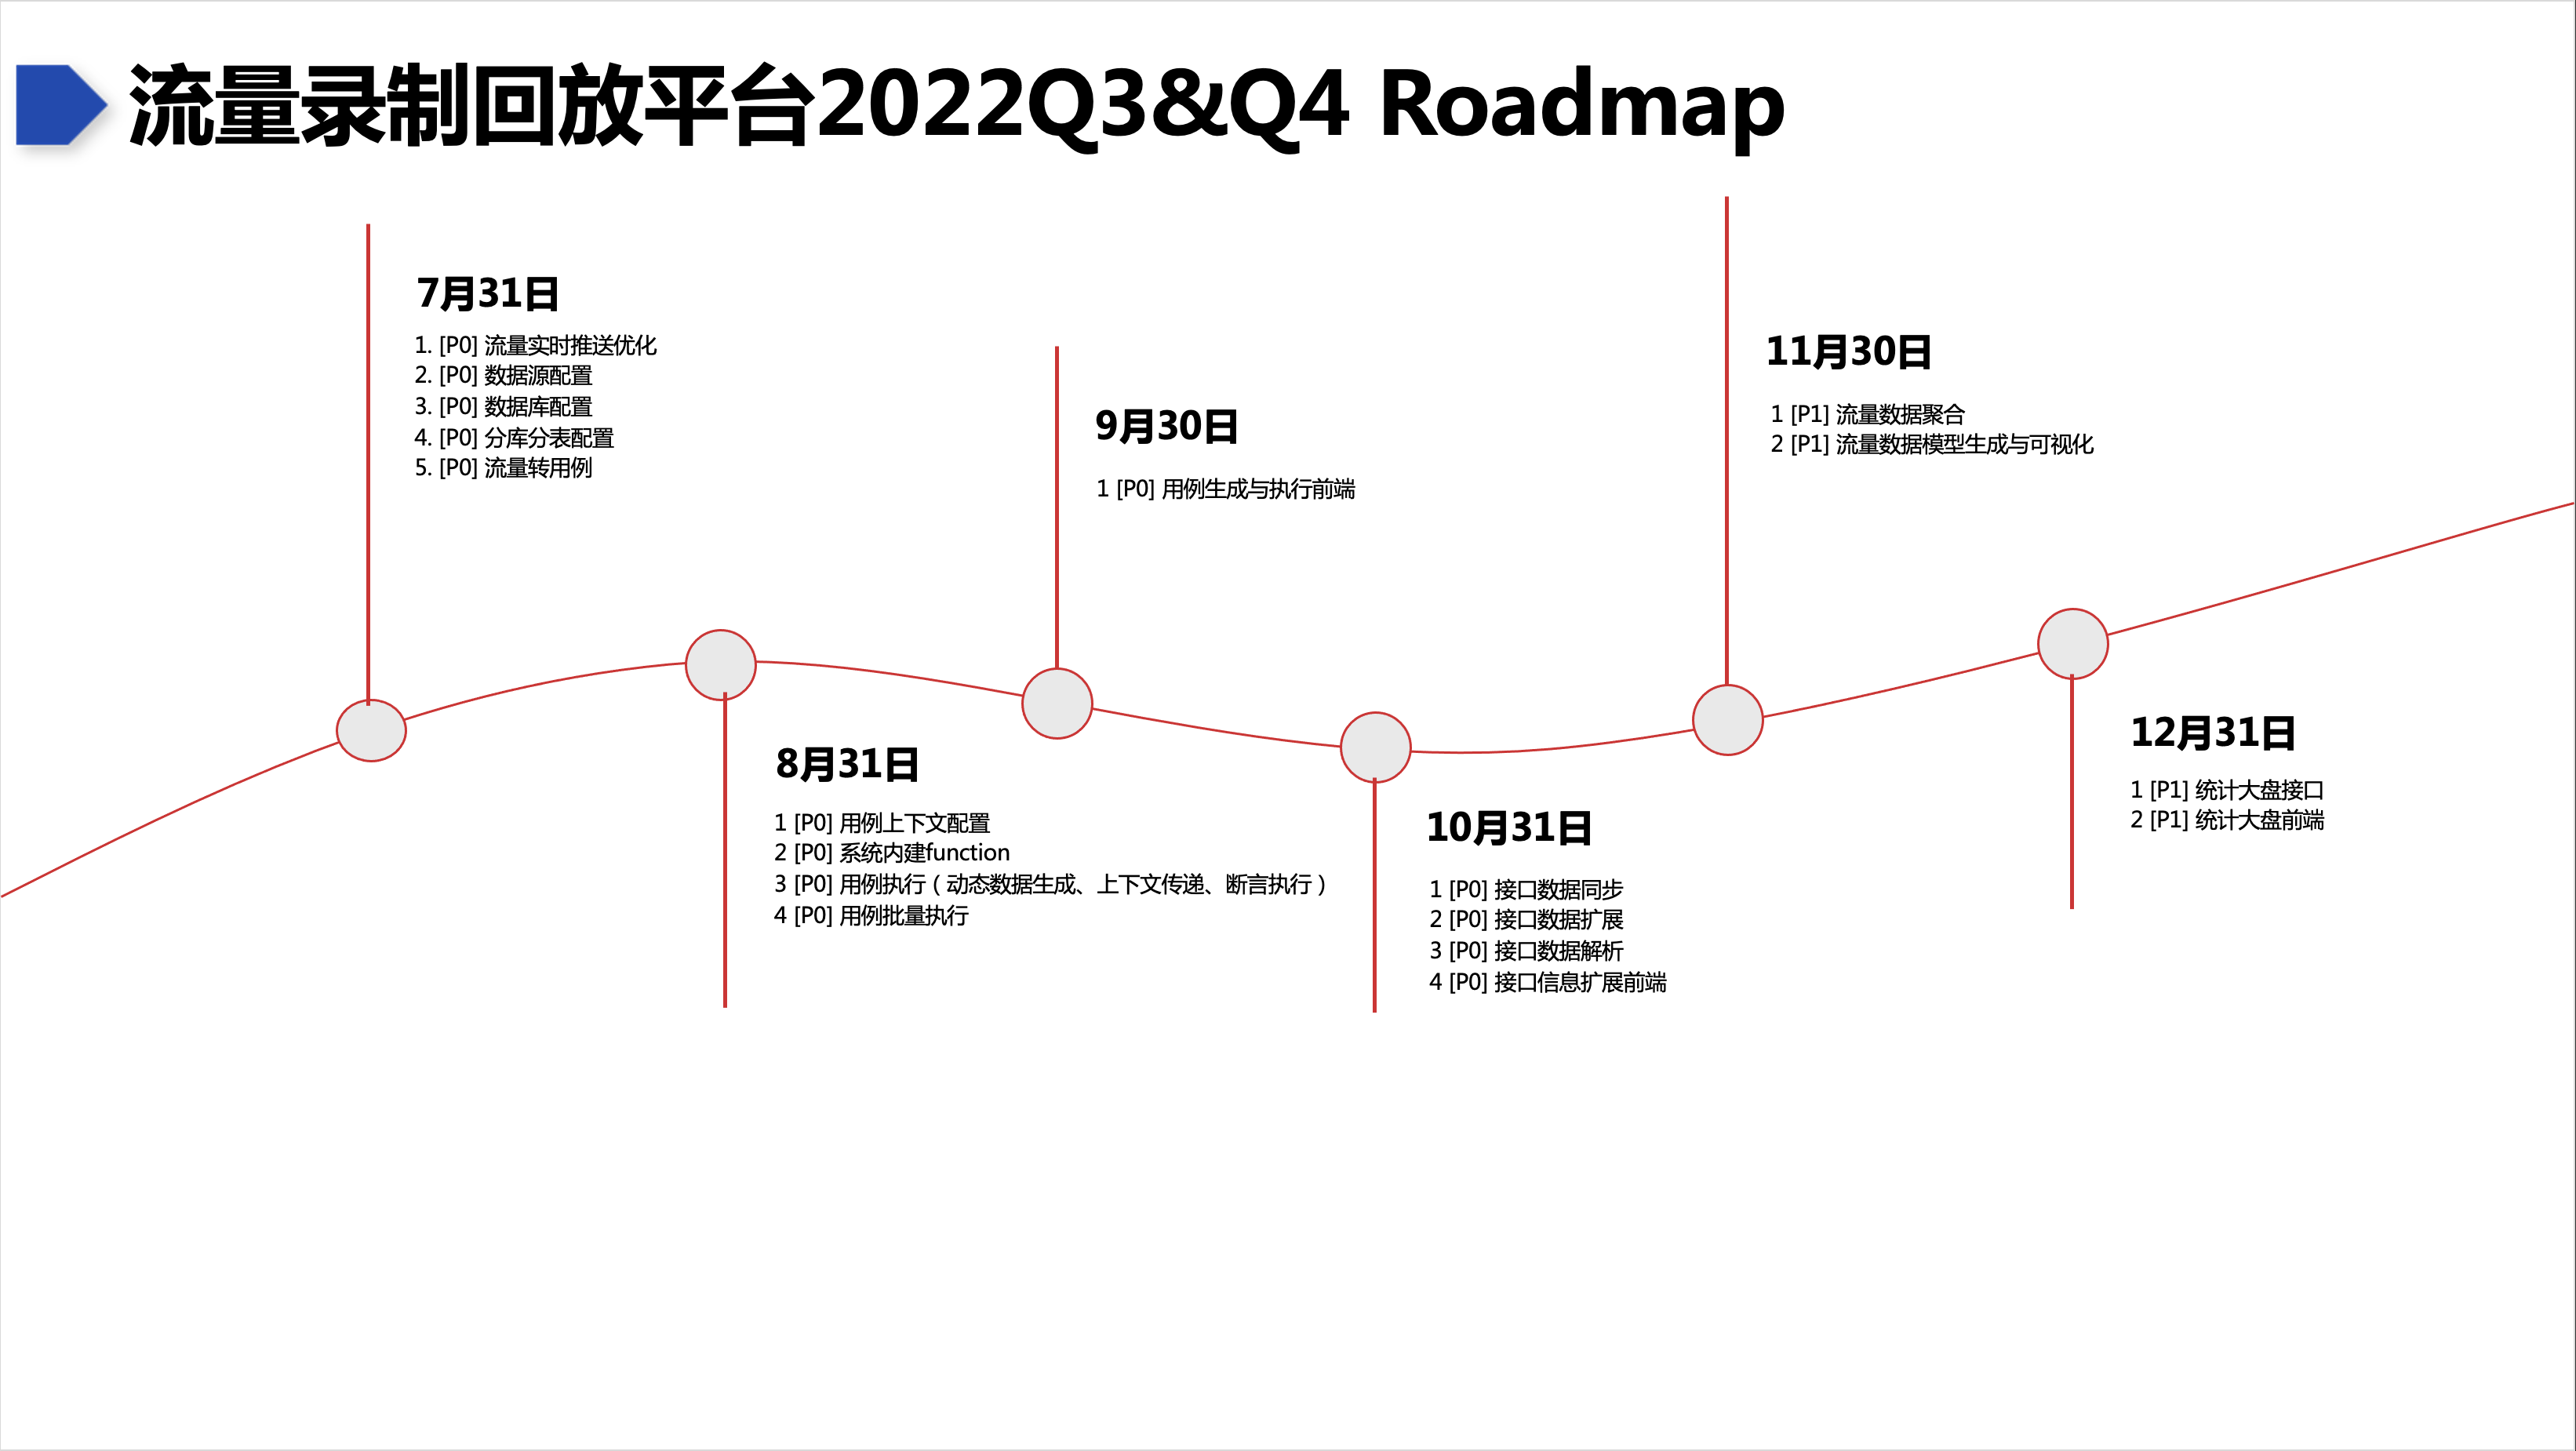 流量录制回放平台2022Q3&Q4 Roadmap
7月31日
1. [P0] 流量实时推送优化
2. [P0] 数据源配置
3. [P0] 数据库配置
4. [P0] 分库分表配置
5. [P0] 流量转用例
8月31日
1 [P0] 用例上下文配置
2 [P0] 系统内建function
3 [P0] 用例执行（动态数据生成、上下文传递、断言执行）
4 [P0] 用例批量执行
9月30日
1 [P0] 用例生成与执行前端
10月31日
1 [P0] 接口数据同步
2 [P0] 接口数据扩展
3 [P0] 接口数据解析
4 [P0] 接口信息扩展前端
11月30日
1 [P1] 流量数据聚合
2 [P1] 流量数据模型生成与可视化
12月31日
1 [P1] 统计大盘接口
2 [P1] 统计大盘前端